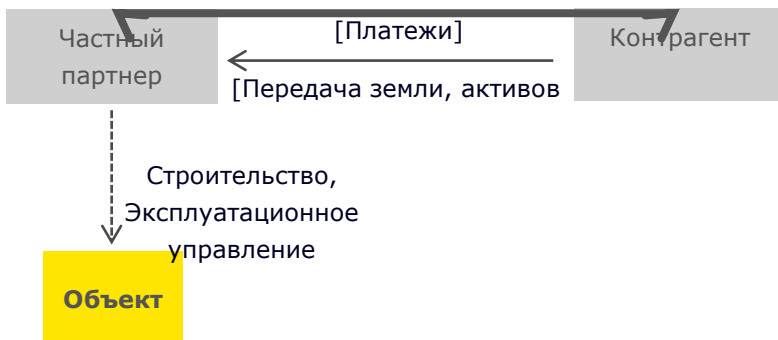 Частный
партнер
[Платежи]
Контрагент
[Передача земли, активов
Строительство,
Эксплуатационное
управление
Объект